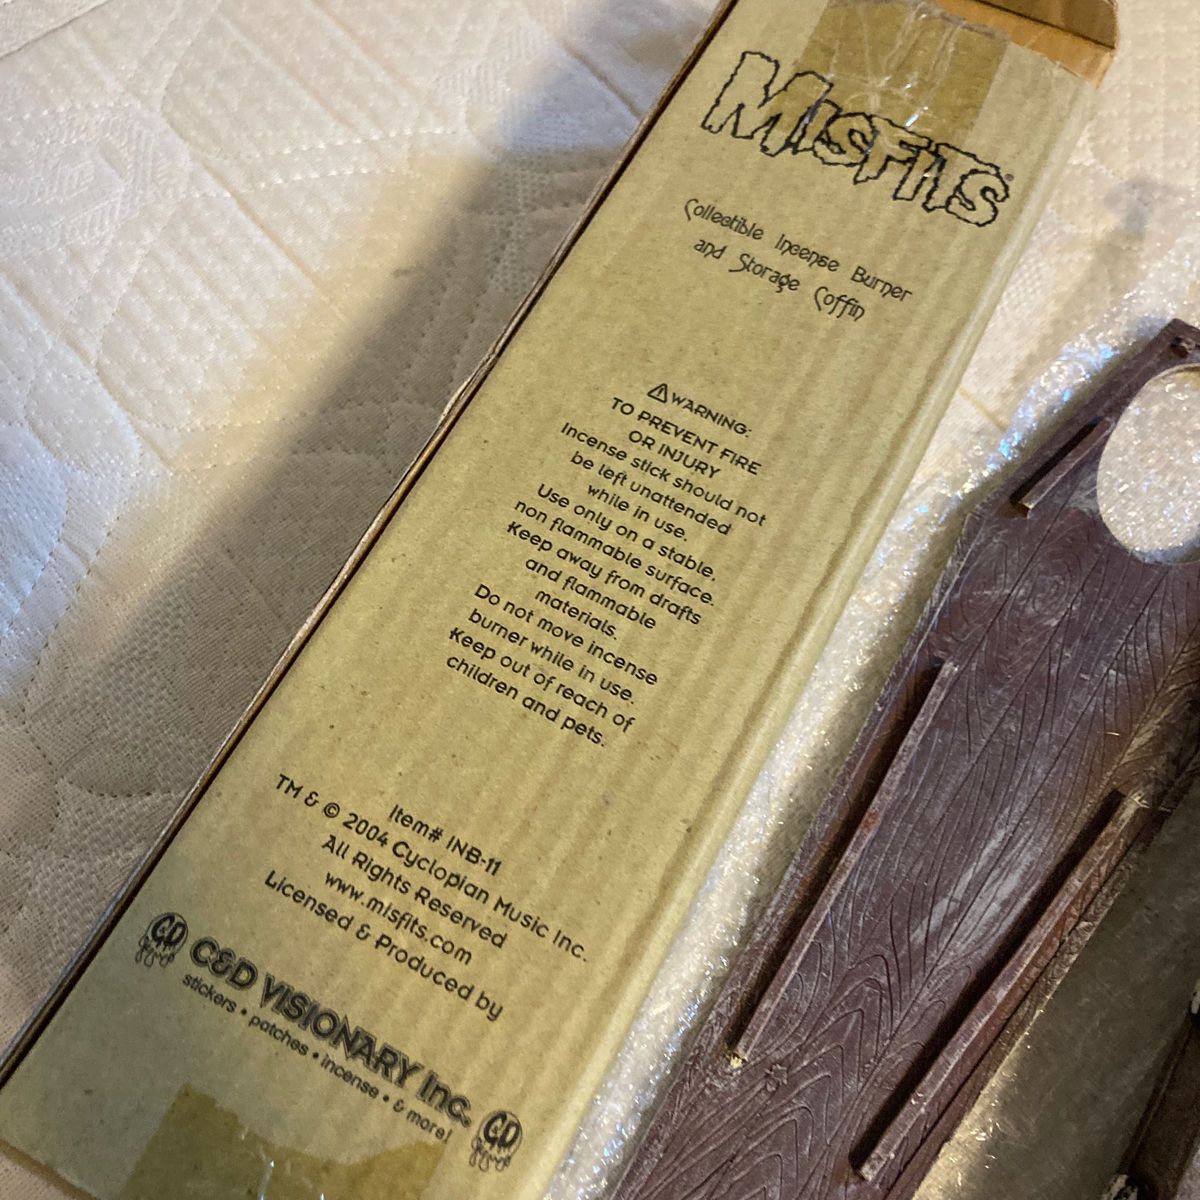 MISFITS®
Collectible Incense Burner
and Storage Coffin
⚠ WARNING:
TO PREVENT FIRE
OR INJURY
Incense stick should not
be left unattended
while in use.
Use only on a stable,
non flammable surface.
Keep away from drafts
and flammable
materials.
Do not move incense
burner while in use.
Keep out of reach of
children and pets.
Item# INB-11
TM & © 2004 Cyclopian Music Inc.
All Rights Reserved
www.misfits.com
Licensed & Produced by
CD C&D VISIONARY Inc. CD
stickers • patches • incense • & more!